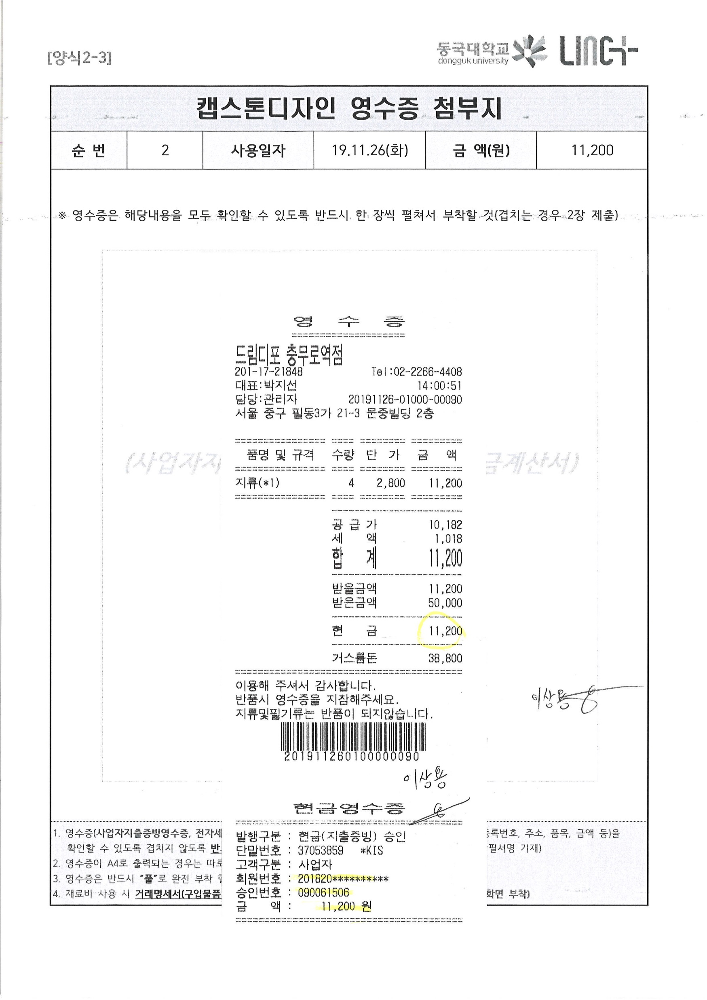 [양식2-3]
동국대학교
dongguk university
LINC+
캡스톤디자인 영수증 첨부지
순 번 2 사용일자 19.11.26(화) 금 액(원) 11,200
※ 영수증은 해당내용을 모두 확인할 수 있도록 반드시 한 장씩 펼쳐서 부착할 것(겹치는 경우 2장 제출)
영 수 증
드림디포 충무로역점
201-17-21848 Tel:02-2266-4408
대표:박지선 14:00:51
담당:관리자 20191126-01000-00090
서울 중구 필동3가 21-3 문중빌딩 2층
품명 및 규격 수량 단 가 금 액
(사업자지 금계산서)
지류(*1) 4 2,800 11,200
공 급 가 10,182
세 액 1,018
합 계 11,200
받을금액 11,200
받은금액 50,000
현 금 11,200
거스름돈 38,800
이용해 주셔서 감사합니다.
반품시 영수증을 지참해주세요.
지류및필기류는 반품이 되지않습니다.
이상용
201911260100000090
이상용
현금영수증
발행구분 : 현금(지출증빙) 승인
단말번호 : 37053859 *KIS
고객구분 : 사업자
회원번호 : 201820**********
승인번호 : 090061506
금 액 : 11,200 원
1. 영수증(사업자지출증빙영수증, 전자세 등록번호, 주소, 품목, 금액 등)을
확인할 수 있도록 겹치지 않도록 반 필서명 기재)
2. 영수증이 A4로 출력되는 경우는 따로
3. 영수증은 반드시 "풀"로 완전 부착
4. 재료비 사용 시 거래명세서(구입물품 화면 부착)